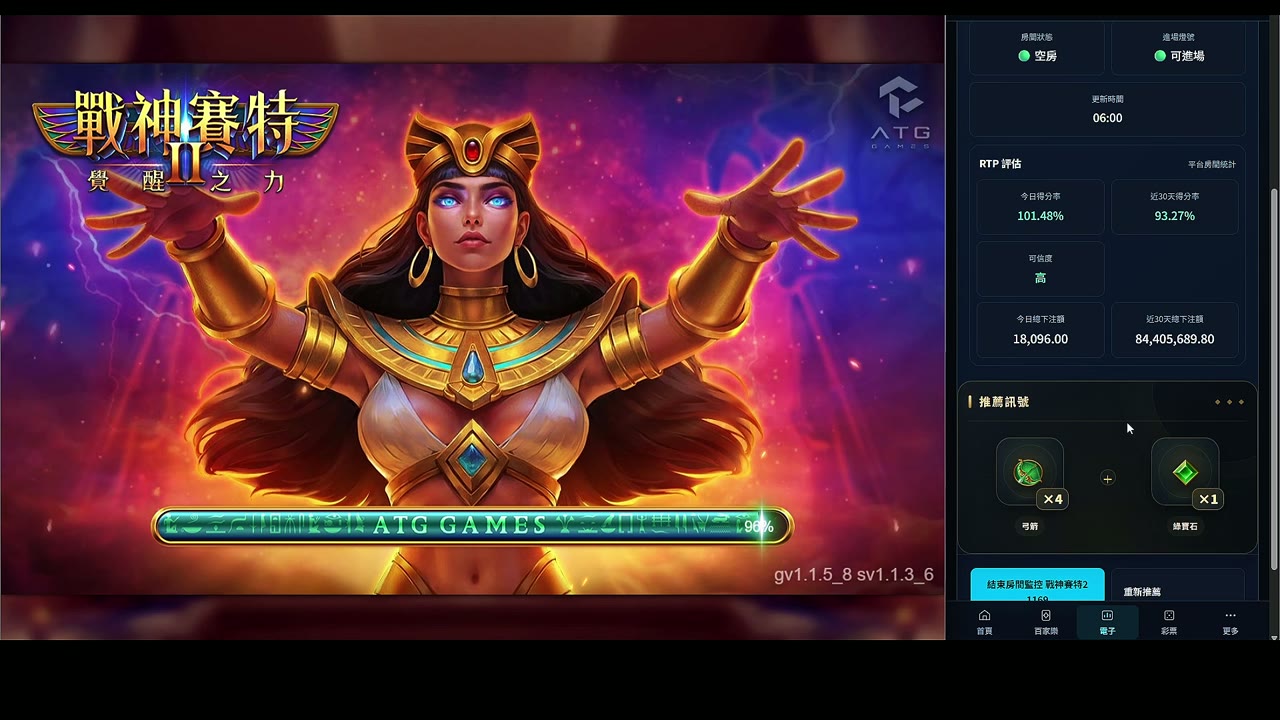 戰神賽特
II
覺醒之力
ATG
GAMES
ATG GAMES
96%
gv1.1.5_8 sv1.1.3_6
房間狀態
空房
進場燈號
可進場
更新時間
06:00
RTP 評估
平台房間統計
今日得分率
101.48%
近30天得分率
93.27%
可信度
高
今日總下注額
18,096.00
近30天總下注額
84,405,689.80
推薦訊號
×4
弓箭
+
×1
綠寶石
結束房間監控 戰神賽特2
1169
重新推薦
首頁
百家樂
電子
彩票
更多